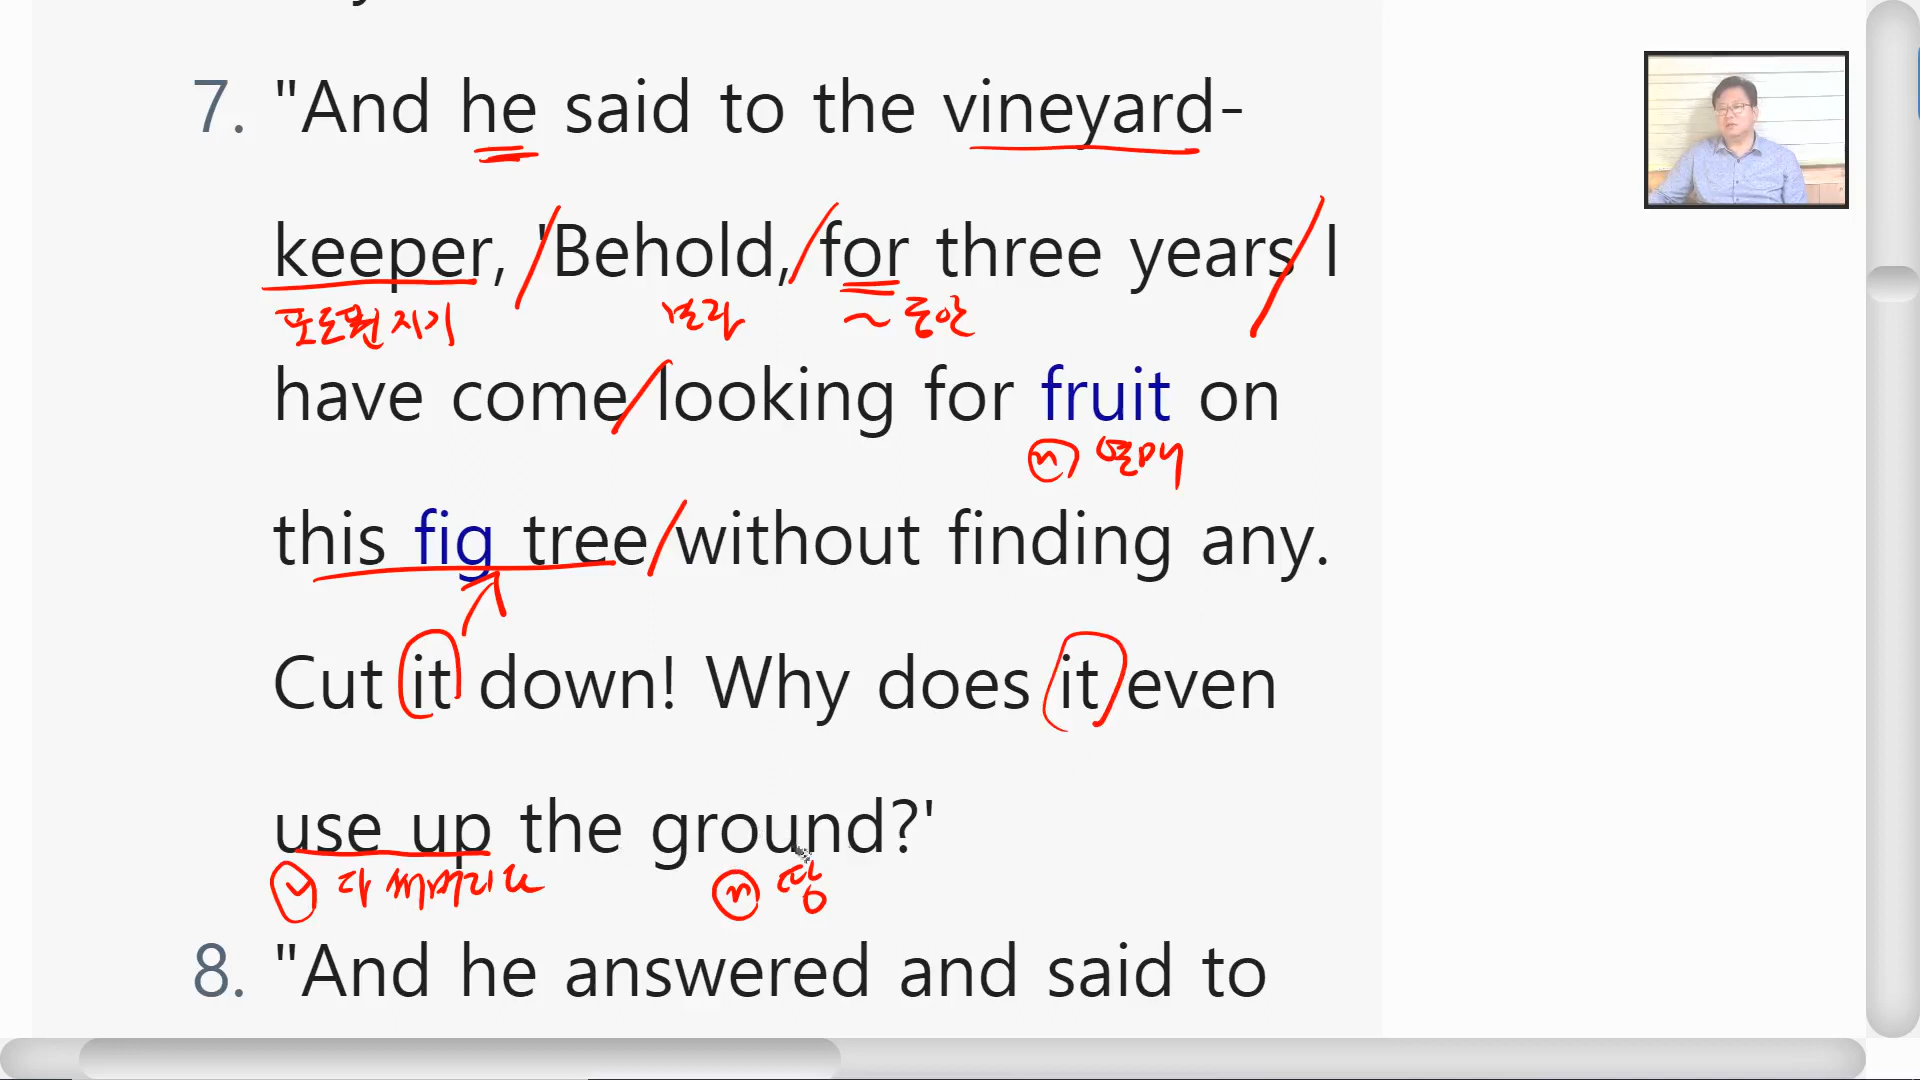 7. "And he said to the vineyard-
keeper, 'Behold, for three years I
포도원지기 보라 ~ 동안
have come looking for fruit on
n 열매
this fig tree without finding any.
Cut it down! Why does it even
use up the ground?'
v 다 써버리다 n 땅
8. "And he answered and said to